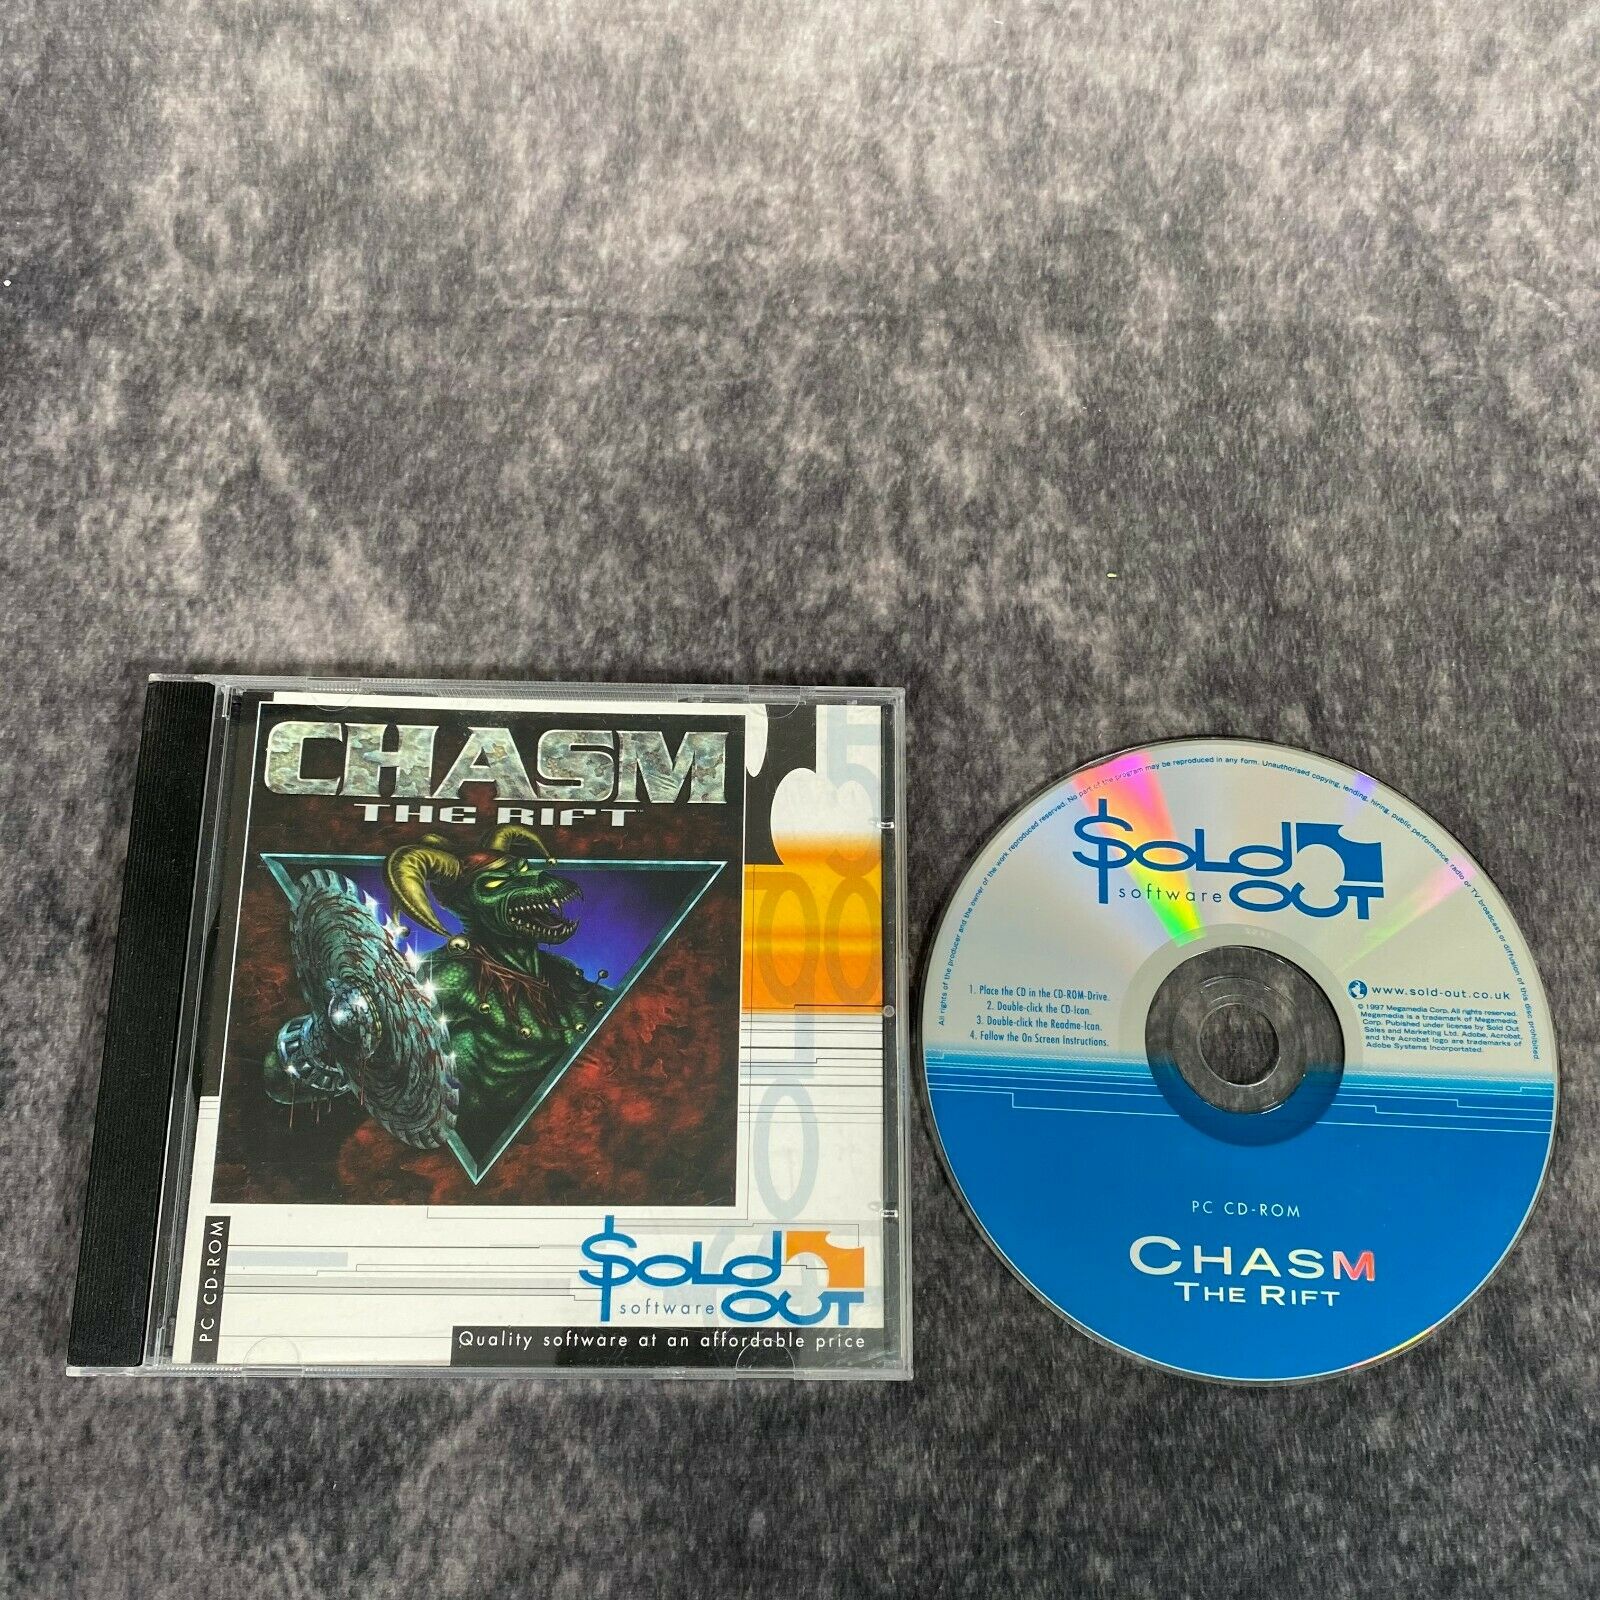 CHASM
THE RIFT™
PC CD-ROM
$OLD OUT
software
Quality software at an affordable price
All rights of the producer and the owner of the work reproduced reserved. No part of the program may be reproduced in any form. Unauthorised copying, lending, hiring, public performance, radio or TV broadcast or diffusion of this disc prohibited
$OLD OUT
software
1. Place the CD in the CD-ROM-Drive.
2. Double-click the CD-Icon.
3. Double-click the Readme-Icon.
4. Follow the On Screen Instructions.
www.sold-out.co.uk
© 1997 Megamedia Corp. All rights reserved.
Megamedia is a trademark of Megamedia
Corp. Pubished under license by Sold Out
Sales and Marketing Ltd. Adobe, Acrobat,
and the Acrobat logo are trademarks of
Adobe Systems Incorportated.
PC CD-ROM
CHASM
THE RIFT